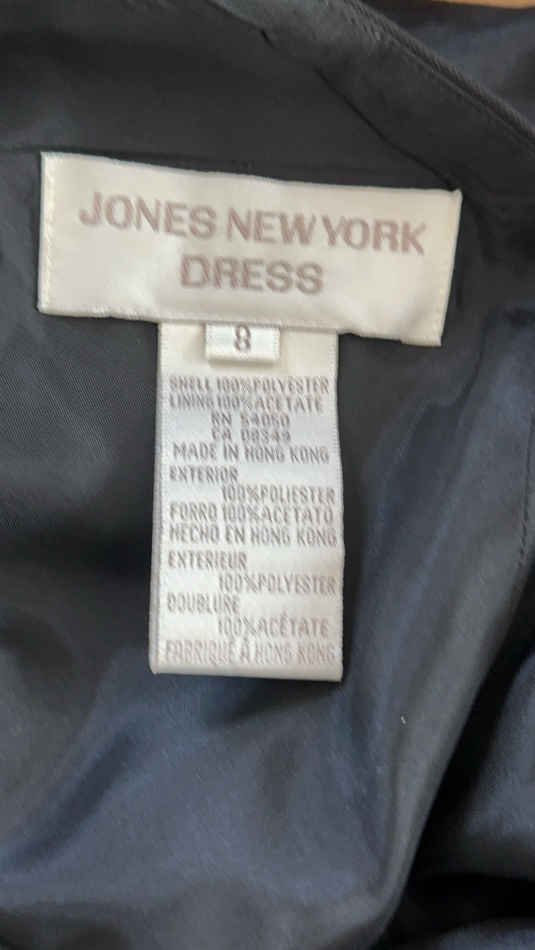 JONES NEW YORK
DRESS
8
SHELL 100%POLYESTER
LINING 100%ACETATE
RN 54050
CA 08349
MADE IN HONG KONG
EXTERIOR
100%POLIESTER
FORRO 100%ACETATO
HECHO EN HONG KONG
EXTERIEUR
100%POLYESTER
DOUBLURE
100%ACÉTATE
FABRIQUÉ À HONG KONG